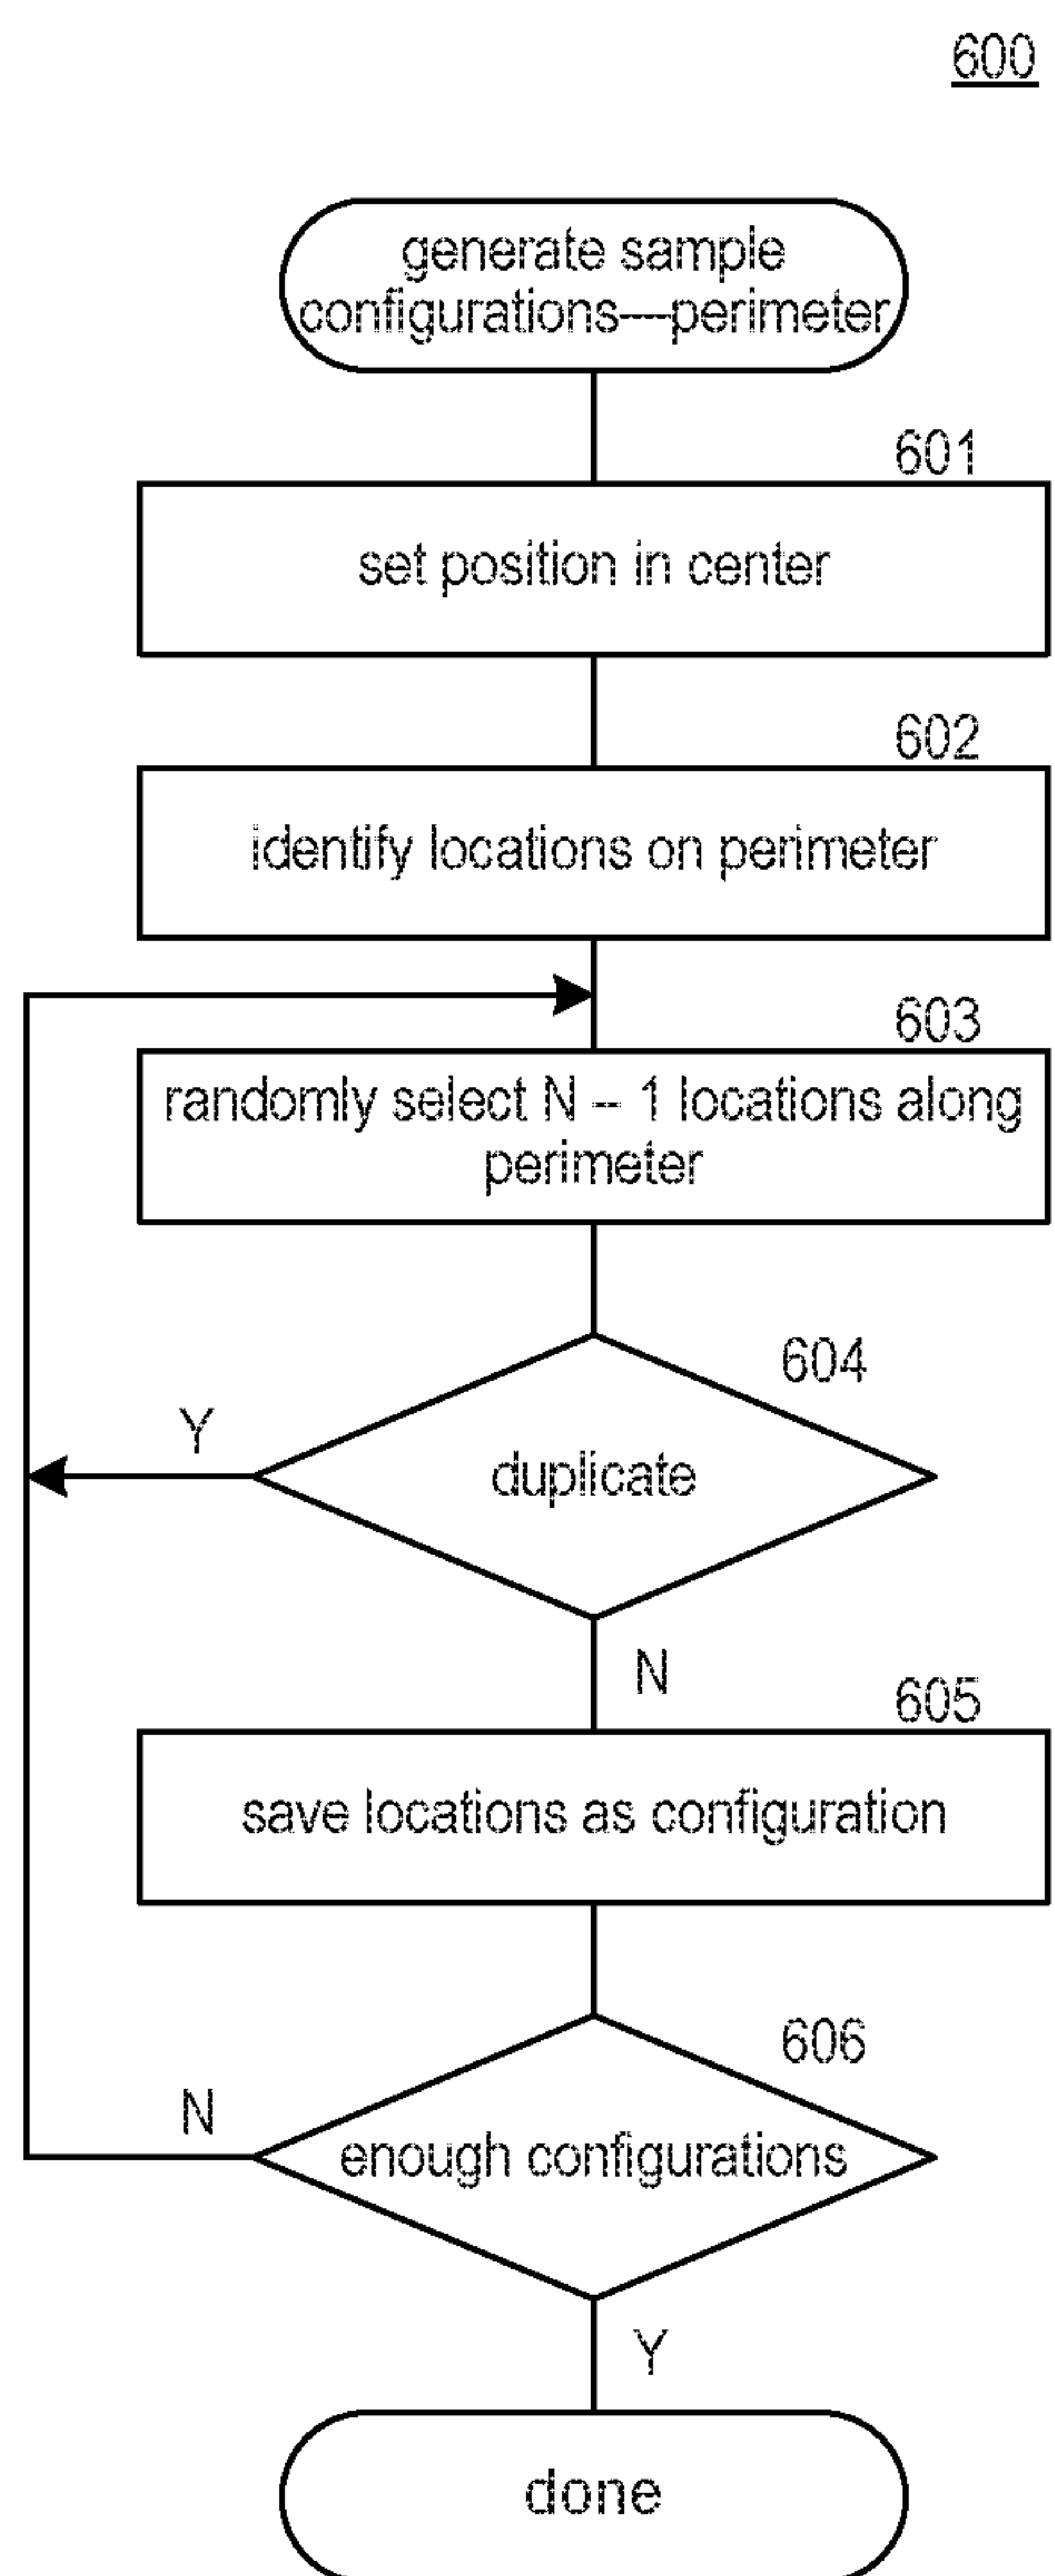 600
generate sample
configurations—perimeter
601
set position in center
602
identify locations on perimeter
603
randomly select N -- 1 locations along
perimeter
604
Y
duplicate
N
605
save locations as configuration
606
N
enough configurations
Y
done